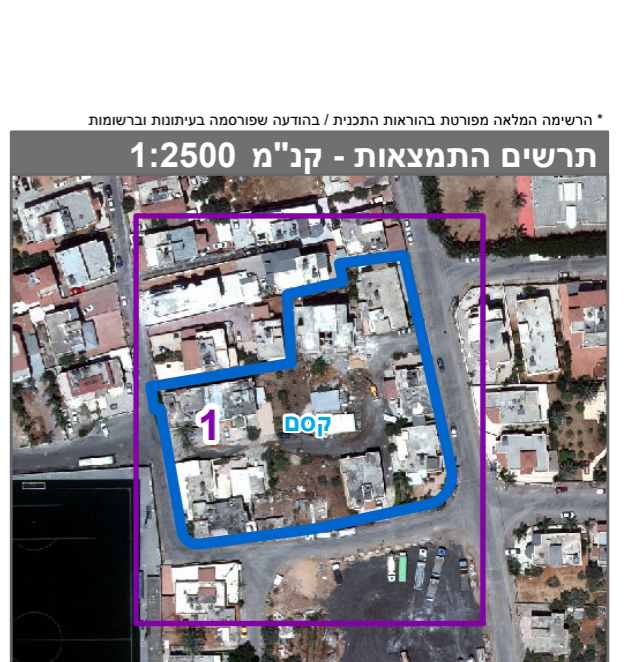 * הרשימה המלאה מפורטת בהוראות התכנית / בהודעה שפורסמה בעיתונות וברשומות
תרשים התמצאות - קנ"מ 1:2500
1
קסם